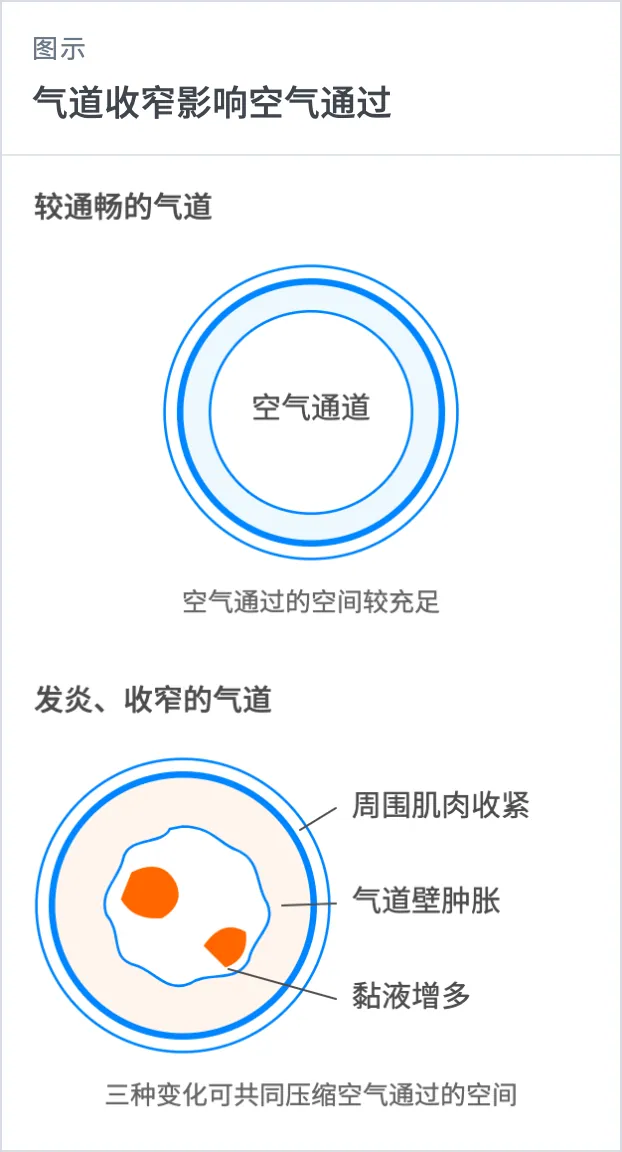 图示
气道收窄影响空气通过
较通畅的气道
空气通道
空气通过的空间较充足
发炎、收窄的气道
周围肌肉收紧
气道壁肿胀
黏液增多
三种变化可共同压缩空气通过的空间